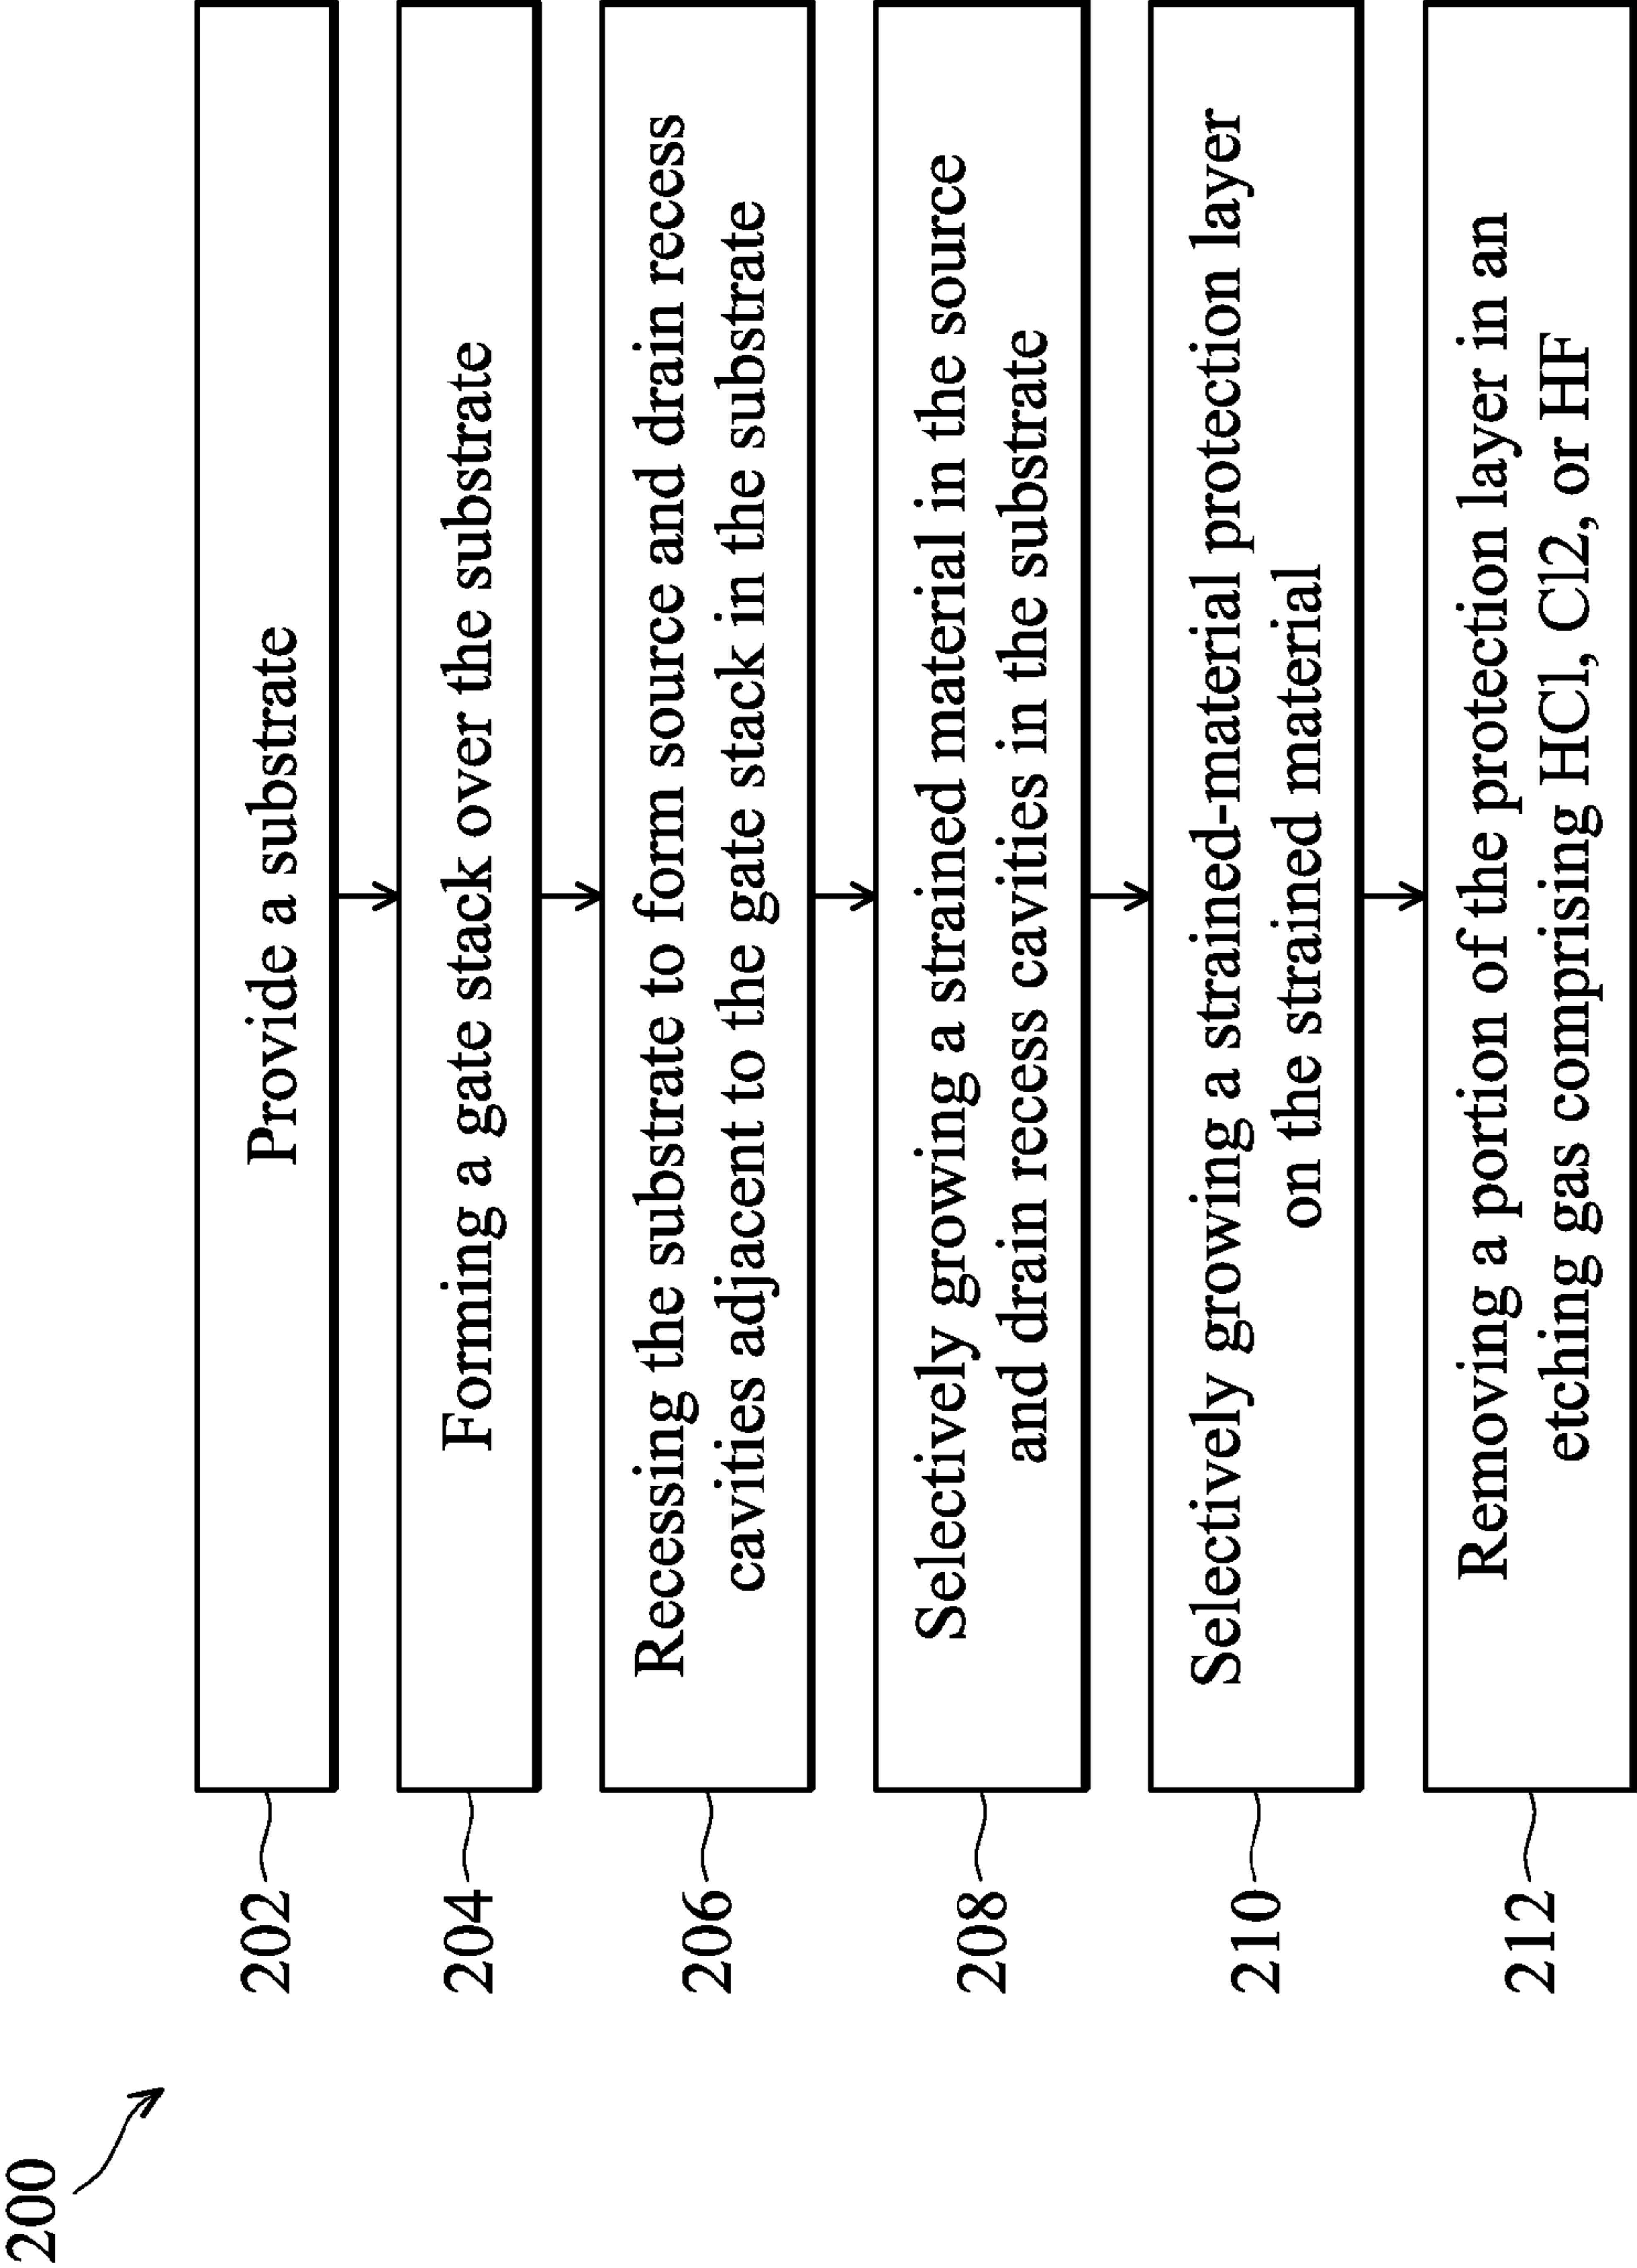 200
202
Provide a substrate
204
Forming a gate stack over the substrate
206
Recessing the substrate to form source and drain recess
cavities adjacent to the gate stack in the substrate
208
Selectively growing a strained material in the source
and drain recess cavities in the substrate
210
Selectively growing a strained-material protection layer
on the strained material
212
Removing a portion of the protection layer in an
etching gas comprising HCl, Cl2, or HF